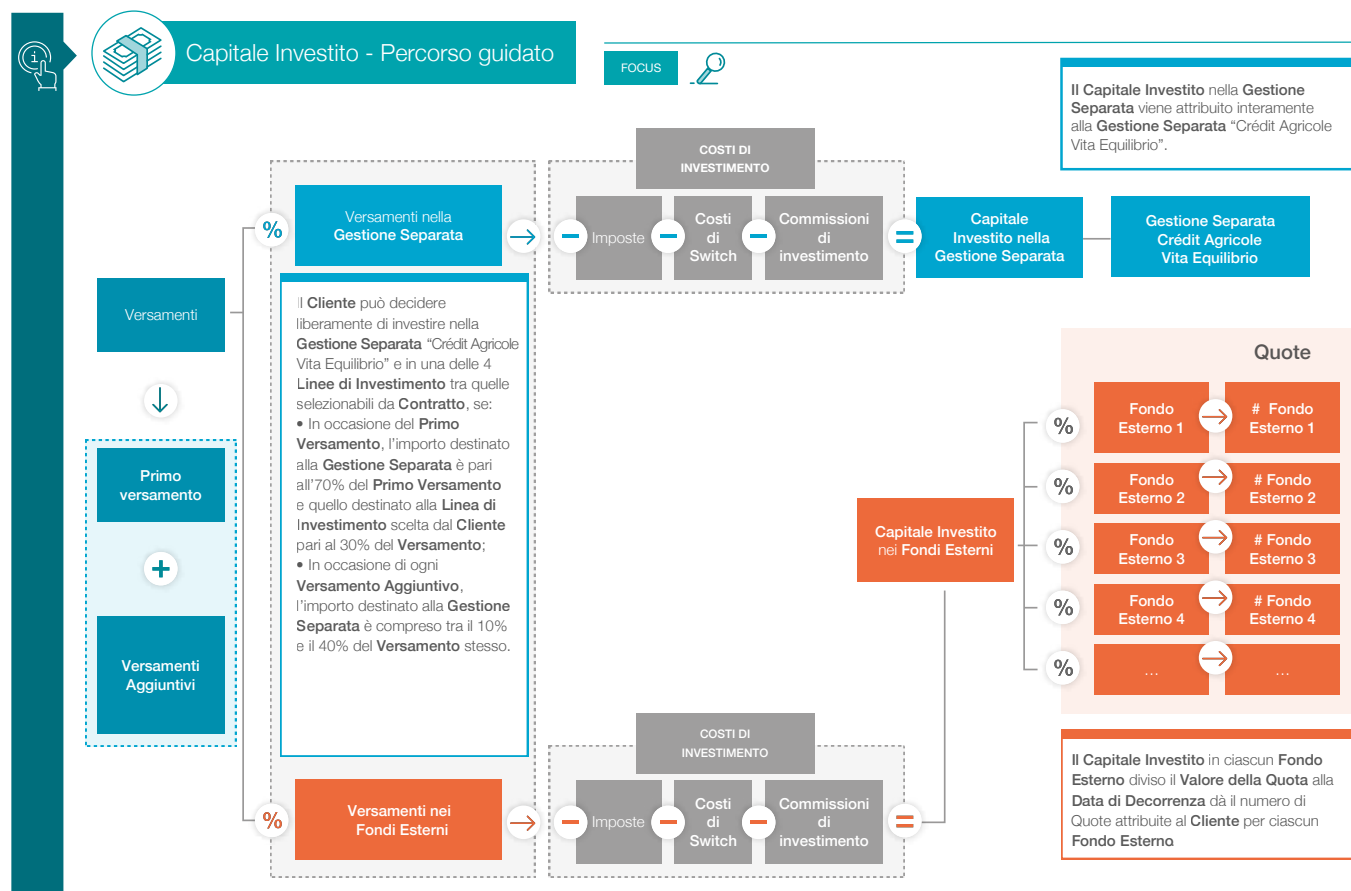 Capitale Investito - Percorso guidato
FOCUS
Il Capitale Investito nella Gestione
Separata viene attribuito interamente
alla Gestione Separata “Crédit Agricole
Vita Equilibrio”.
COSTI DI
INVESTIMENTO
%
Versamenti nella
Gestione Separata
Imposte
Costi
di
Switch
Commissioni
di
investimento
=
Capitale
Investito nella
Gestione Separata
Gestione Separata
Crédit Agricole
Vita Equilibrio
Versamenti
Primo
versamento
+
Versamenti
Aggiuntivi
Il Cliente può decidere
liberamente di investire nella
Gestione Separata “Crédit Agricole
Vita Equilibrio” e in una delle 4
Linee di Investimento tra quelle
selezionabili da Contratto, se:
• In occasione del Primo
Versamento, l’importo destinato
alla Gestione Separata è pari
all’70% del Primo Versamento
e quello destinato alla Linea di
Investimento scelta dal Cliente
pari al 30% del Versamento;
• In occasione di ogni
Versamento Aggiuntivo,
l’importo destinato alla Gestione
Separata è compreso tra il 10%
e il 40% del Versamento stesso.
%
Versamenti nei
Fondi Esterni
COSTI DI
INVESTIMENTO
Imposte
Costi
di
Switch
Commissioni
di
investimento
=
Capitale Investito
nei Fondi Esterni
Quote
%
Fondo
Esterno 1
# Fondo
Esterno 1
%
Fondo
Esterno 2
# Fondo
Esterno 2
%
Fondo
Esterno 3
# Fondo
Esterno 3
%
Fondo
Esterno 4
# Fondo
Esterno 4
%
...
...
Il Capitale Investito in ciascun Fondo
Esterno diviso il Valore della Quota alla
Data di Decorrenza dà il numero di
Quote attribuite al Cliente per ciascun
Fondo Esterno.